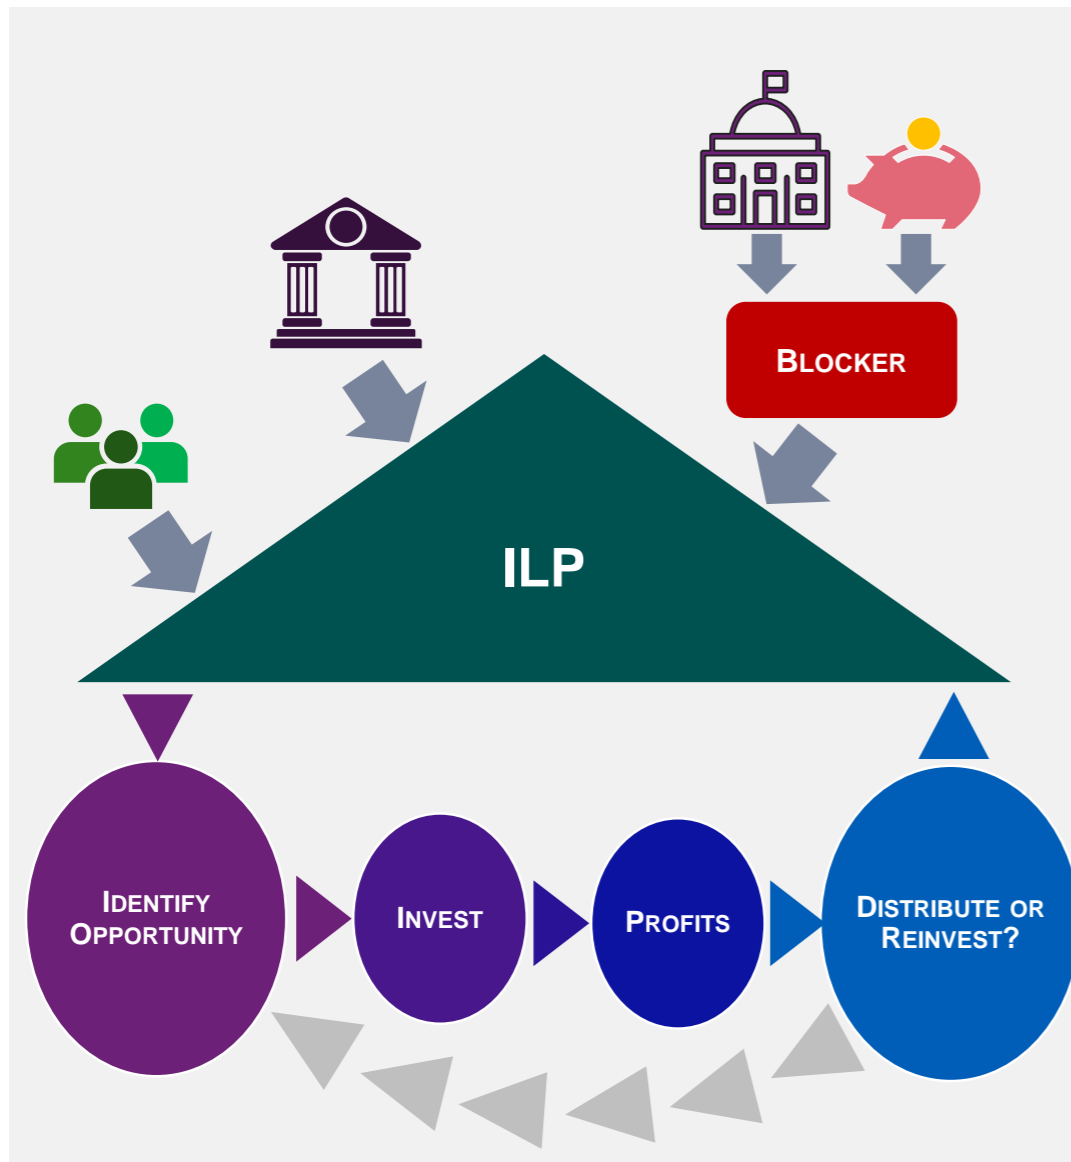 BLOCKER
ILP
IDENTIFY
OPPORTUNITY
INVEST
PROFITS
DISTRIBUTE OR
REINVEST?